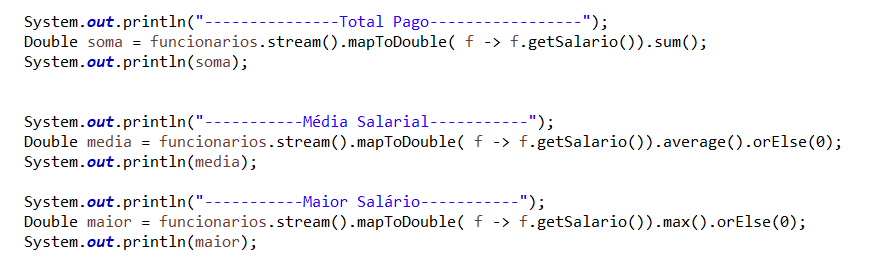 System.out.println("---------------Total Pago-----------------");
Double soma = funcionarios.stream().mapToDouble( f -> f.getSalario()).sum();
System.out.println(soma);
System.out.println("-----------Média Salarial-----------");
Double media = funcionarios.stream().mapToDouble( f -> f.getSalario()).average().orElse(0);
System.out.println(media);
System.out.println("-----------Maior Salário-----------");
Double maior = funcionarios.stream().mapToDouble( f -> f.getSalario()).max().orElse(0);
System.out.println(maior);